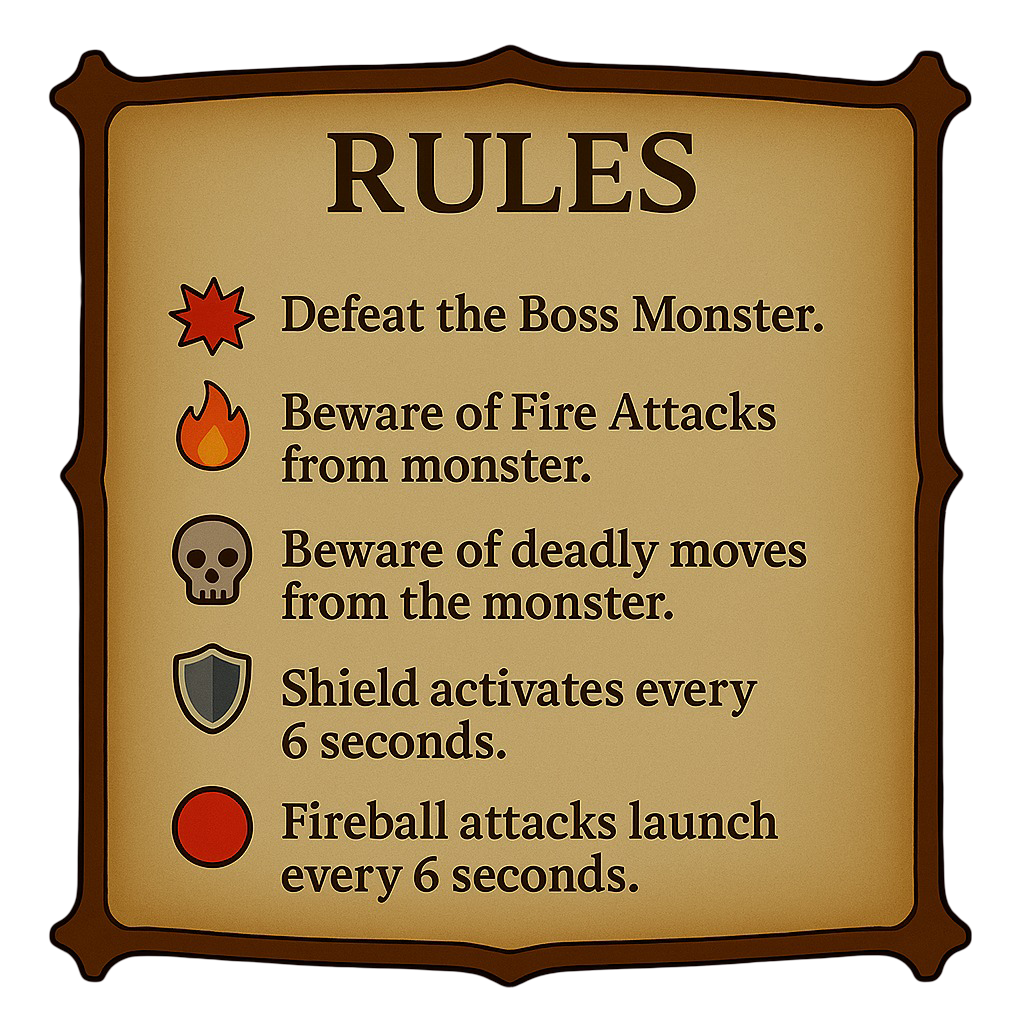 RULES
Defeat the Boss Monster.
Beware of Fire Attacks
from monster.
Beware of deadly moves
from the monster.
Shield activates every
6 seconds.
Fireball attacks launch
every 6 seconds.